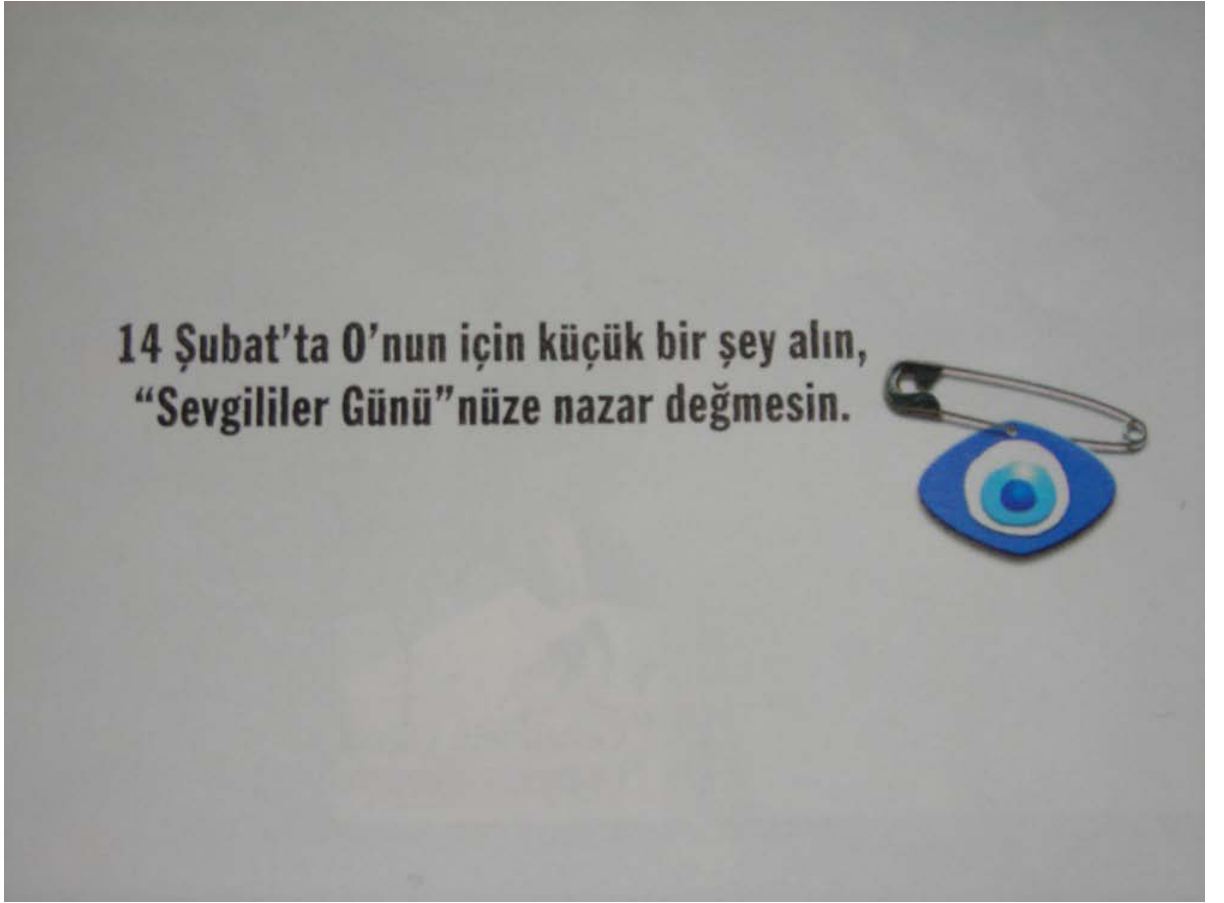 14 Şubat'ta O'nun için küçük bir şey alın,
“Sevgililer Günü”nüze nazar değmesin.